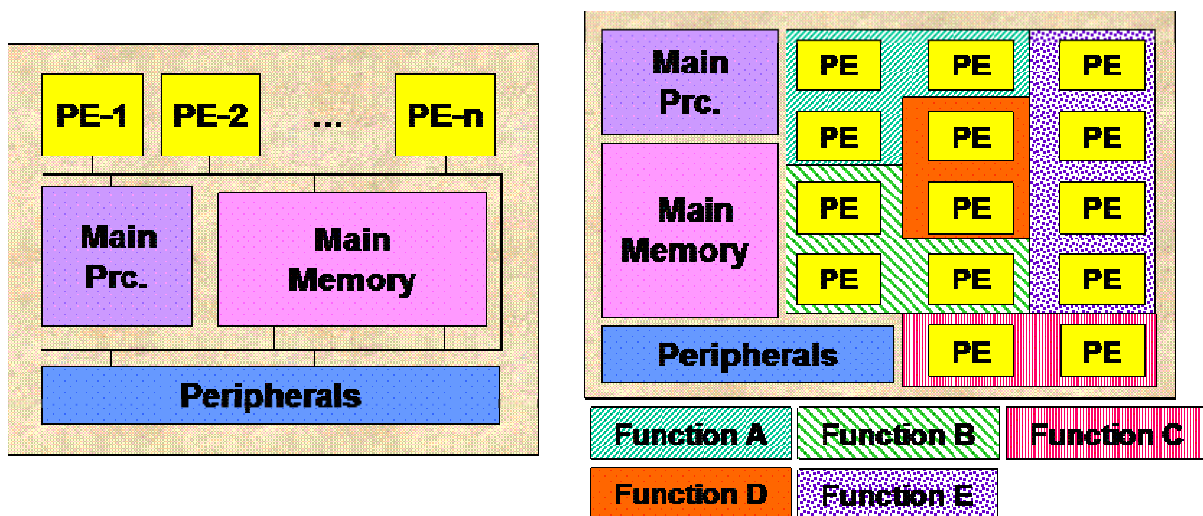 PE-1 PE-2 ... PE-n
Main
Prc.
Main
Memory
Peripherals
Main
Prc.
Main
Memory
Peripherals
PE PE PE
PE PE PE
PE PE PE
PE PE PE
PE PE
Function A Function B Function C
Function D Function E